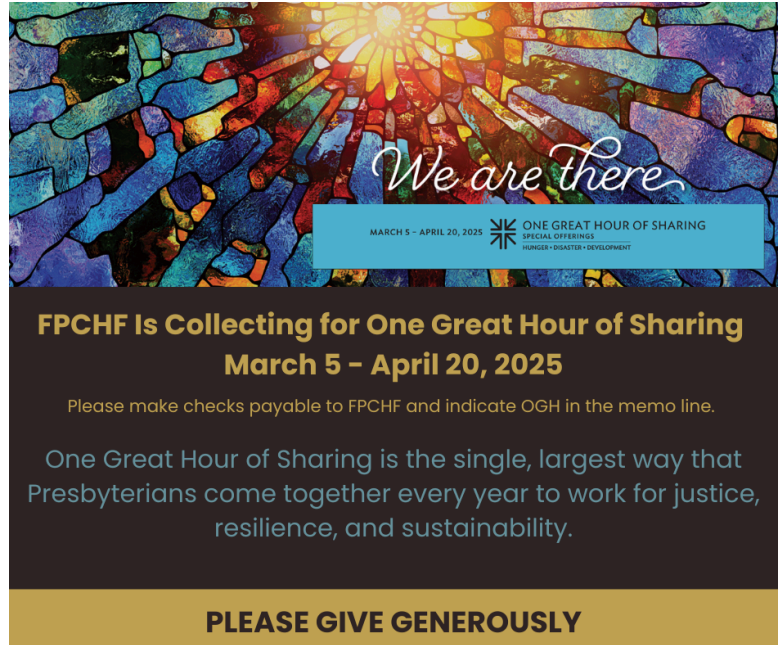 We are there
MARCH 5 – APRIL 20, 2025
ONE GREAT HOUR OF SHARING
SPECIAL OFFERINGS
HUNGER • DISASTER • DEVELOPMENT
FPCHF Is Collecting for One Great Hour of Sharing
March 5 - April 20, 2025
Please make checks payable to FPCHF and indicate OGH in the memo line.
One Great Hour of Sharing is the single, largest way that
Presbyterians come together every year to work for justice,
resilience, and sustainability.
PLEASE GIVE GENEROUSLY